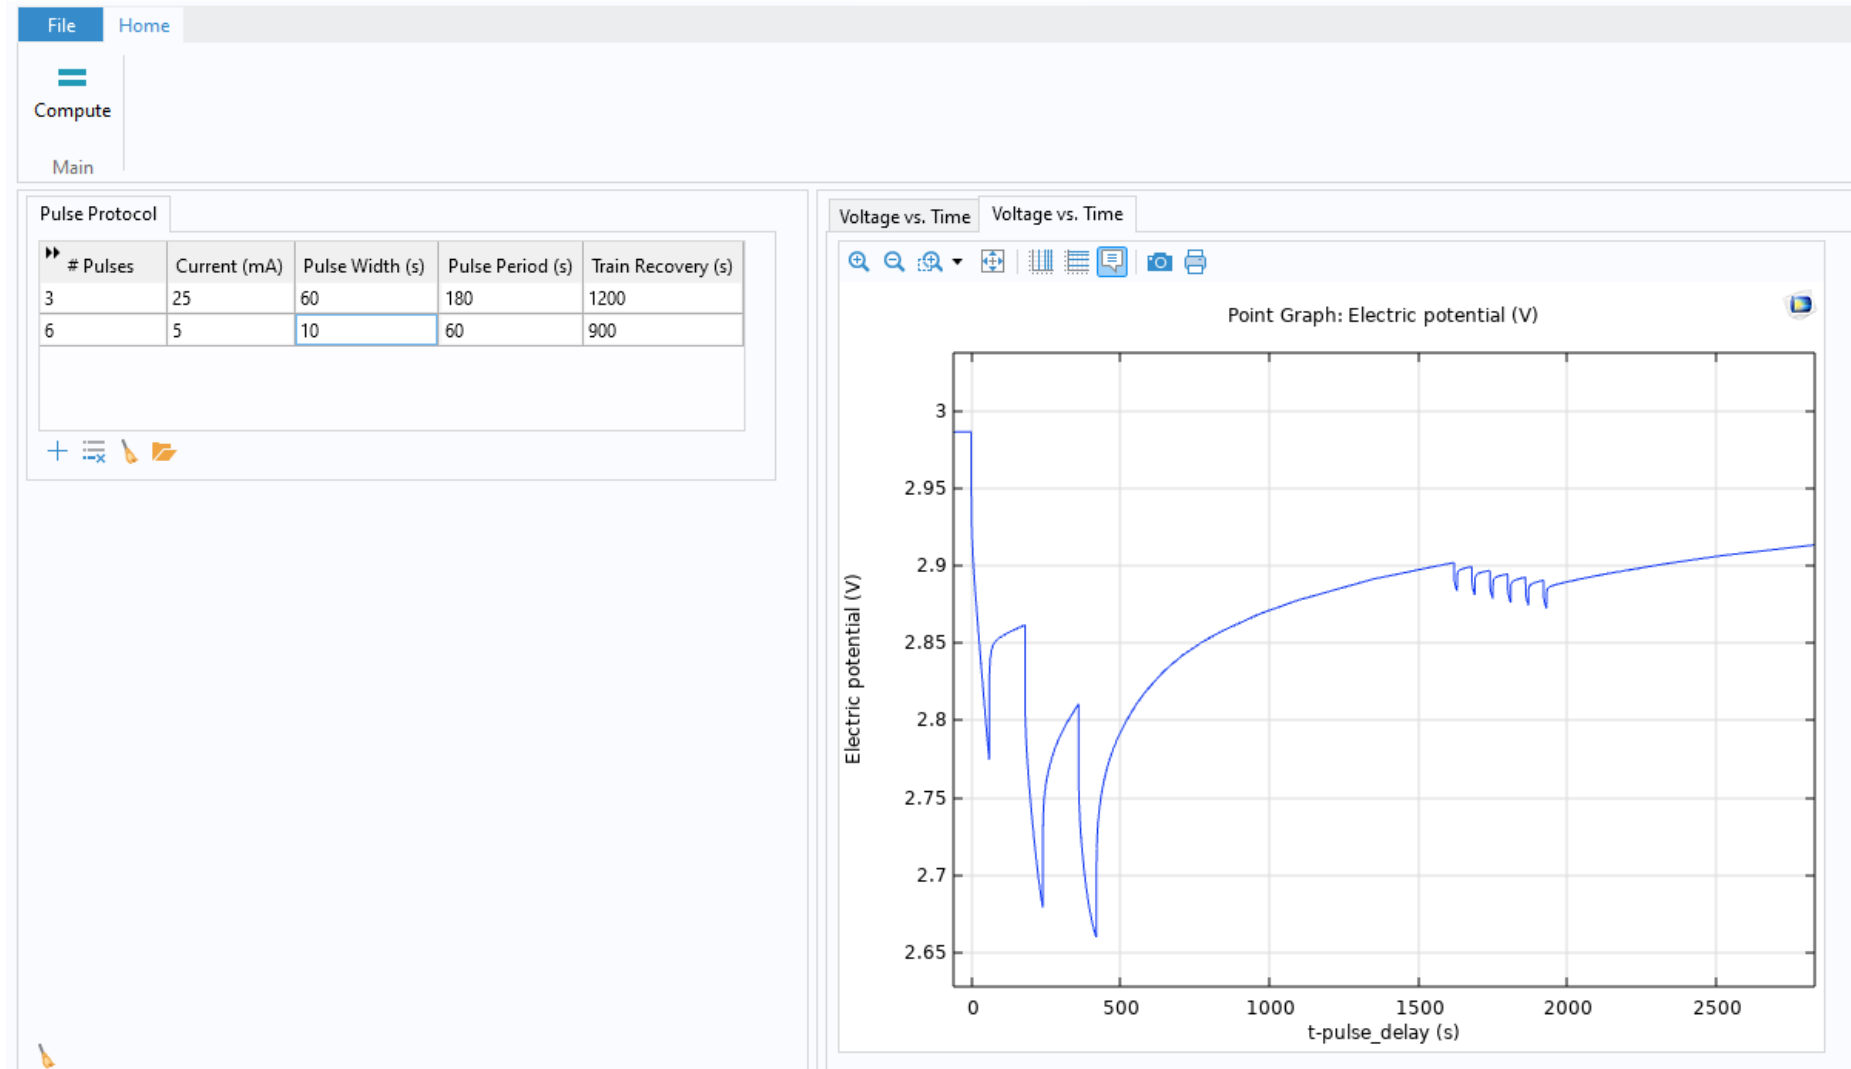 File Home
Compute
Main
Pulse Protocol
# Pulses Current (mA) Pulse Width (s) Pulse Period (s) Train Recovery (s)
3 25 60 180 1200
6 5 10 60 900
Voltage vs. Time Voltage vs. Time
Point Graph: Electric potential (V)
Electric potential (V)
3
2.95
2.9
2.85
2.8
2.75
2.7
2.65
0 500 1000 1500 2000 2500
t-pulse_delay (s)